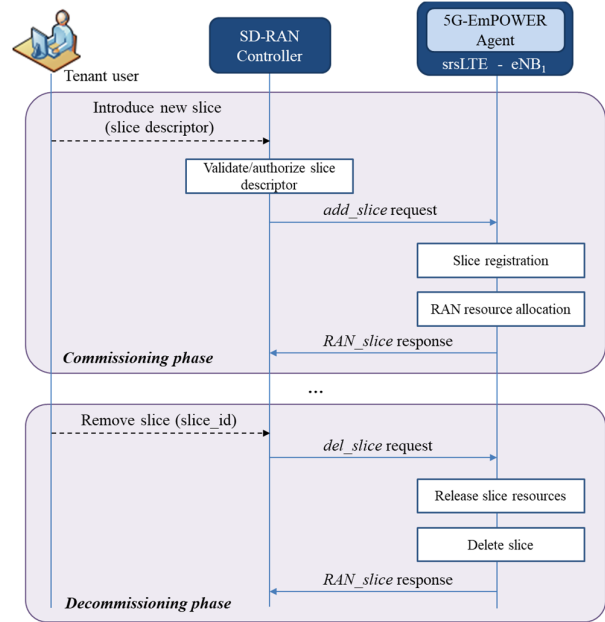 SD-RAN
Controller
5G-EmPOWER
Agent
srsLTE - eNB₁
Tenant user
Introduce new slice
(slice descriptor)
Validate/authorize slice
descriptor
add_slice request
Slice registration
RAN resource allocation
RAN_slice response
Commissioning phase
...
Remove slice (slice_id)
del_slice request
Release slice resources
Delete slice
RAN_slice response
Decommissioning phase